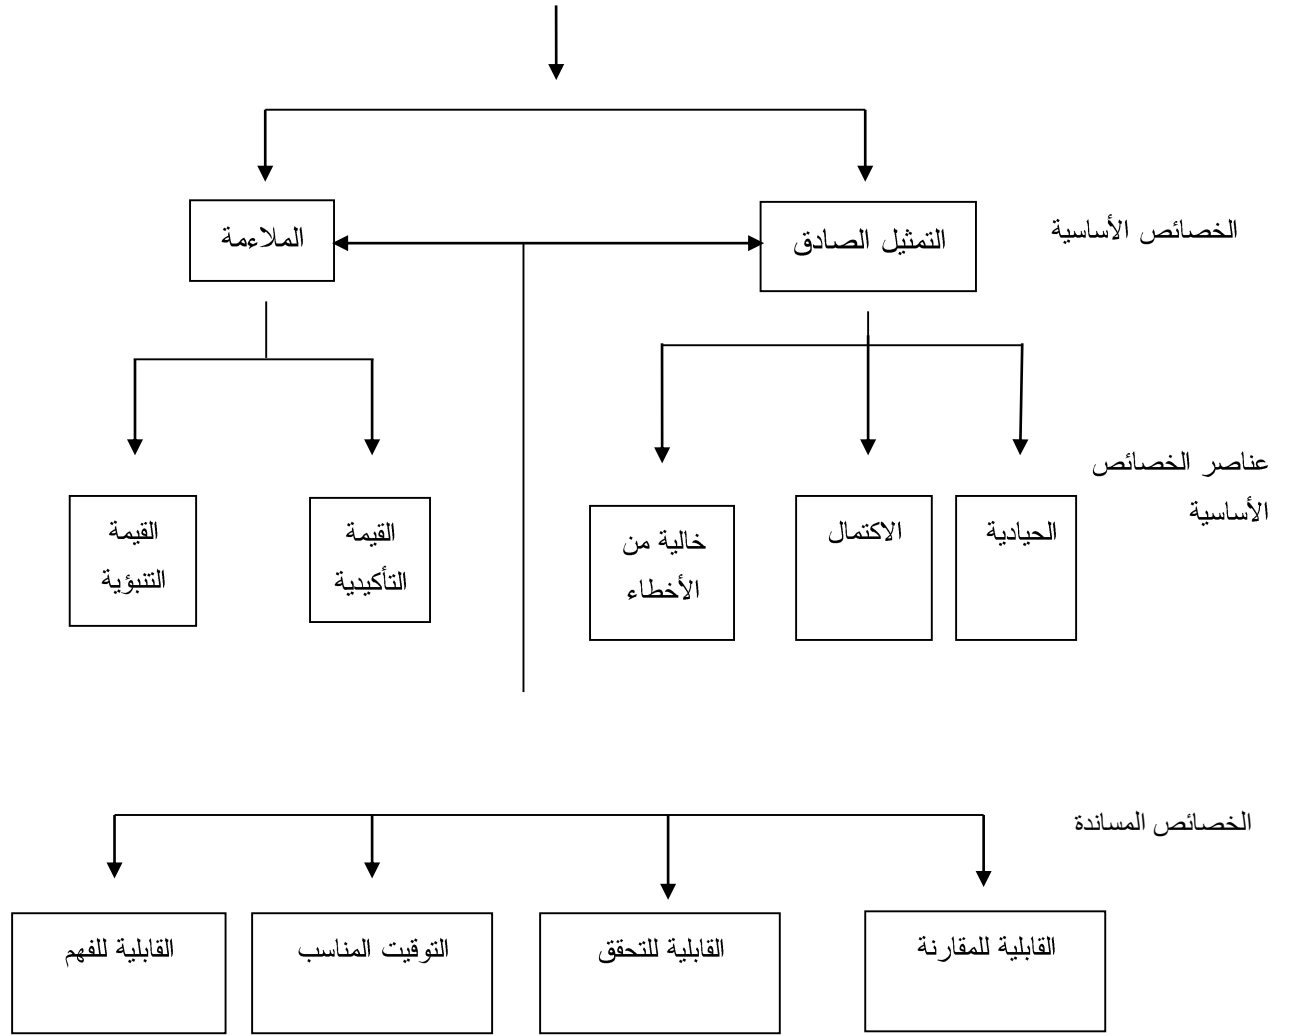 الخصائص الأساسية
التمثيل الصادق
الملاءمة
عناصر الخصائص
الأساسية
الحيادية
الاكتمال
خالية من
الأخطاء
القيمة
التأكيدية
القيمة
التنبؤية
الخصائص المساندة
القابلية للمقارنة
القابلية للتحقق
التوقيت المناسب
القابلية للفهم